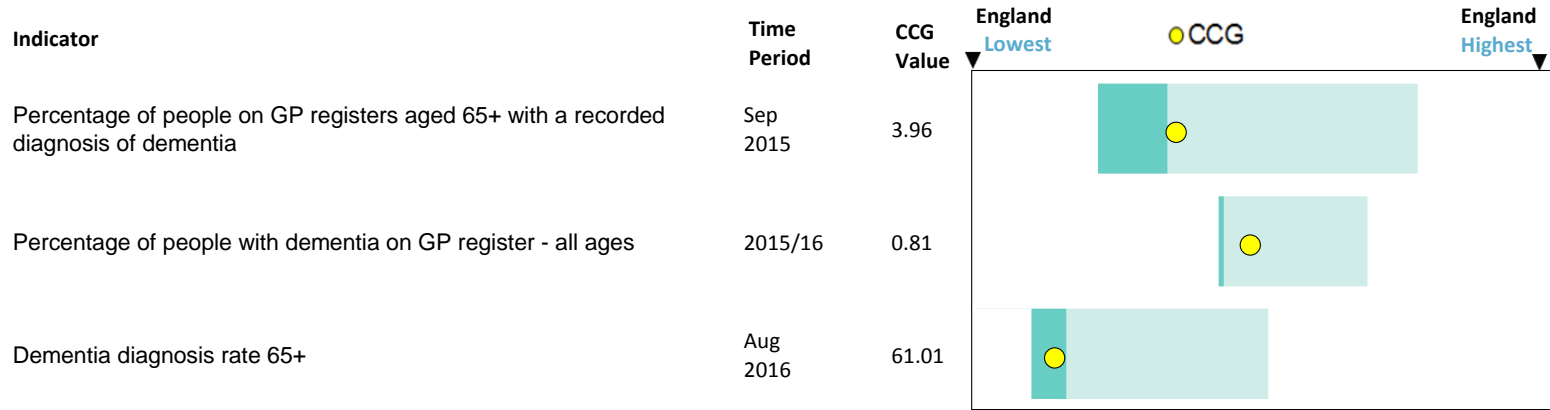 Indicator
Time
Period
CCG
Value
England
Lowest
CCG
England
Highest
Percentage of people on GP registers aged 65+ with a recorded
diagnosis of dementia
Sep
2015
3.96
Percentage of people with dementia on GP register - all ages
2015/16
0.81
Dementia diagnosis rate 65+
Aug
2016
61.01